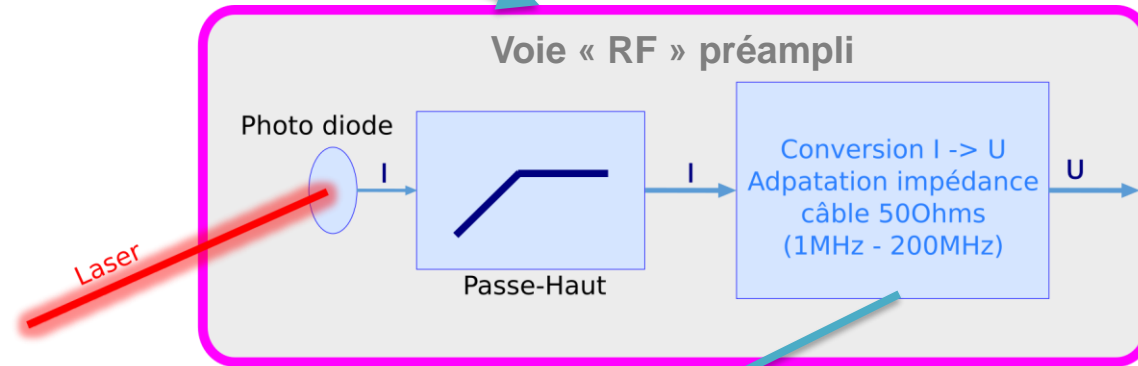 Voie « RF » préampli
Photo diode
I
I
Conversion I -> U
Adpatation impédance
câble 50Ohms
(1MHz - 200MHz)
U
Laser
Passe-Haut